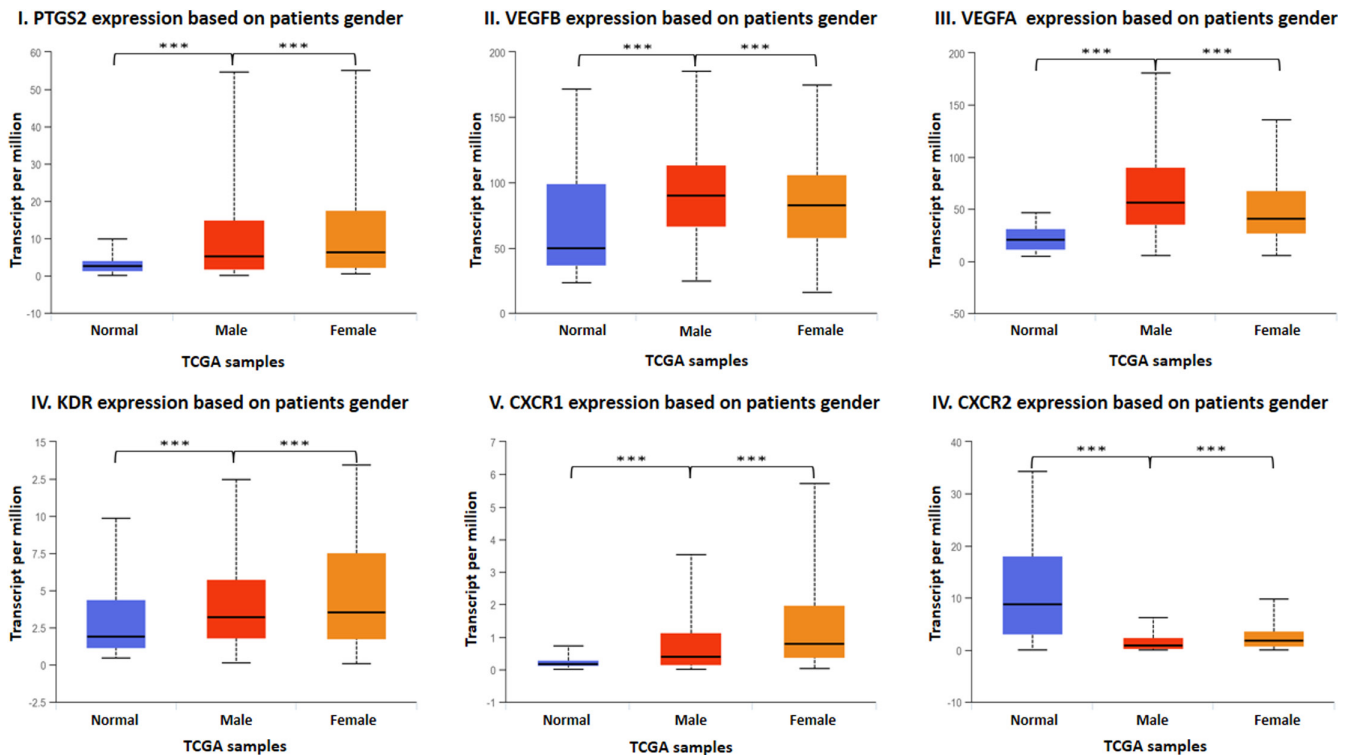 I. PTGS2 expression based on patients gender
Transcript per million
60
50
40
30
20
10
0
-10
***
***
Normal
Male
Female
TCGA samples
II. VEGFB expression based on patients gender
Transcript per million
200
150
100
50
0
***
***
Normal
Male
Female
TCGA samples
III. VEGFA expression based on patients gender
Transcript per million
200
150
100
50
0
-50
***
***
Normal
Male
Female
TCGA samples
IV. KDR expression based on patients gender
Transcript per million
15
12.5
10
7.5
5
2.5
0
-2.5
***
***
Normal
Male
Female
TCGA samples
V. CXCR1 expression based on patients gender
Transcript per million
7
6
5
4
3
2
1
0
-1
***
***
Normal
Male
Female
TCGA samples
IV. CXCR2 expression based on patients gender
Transcript per million
40
30
20
10
0
-10
***
***
Normal
Male
Female
TCGA samples